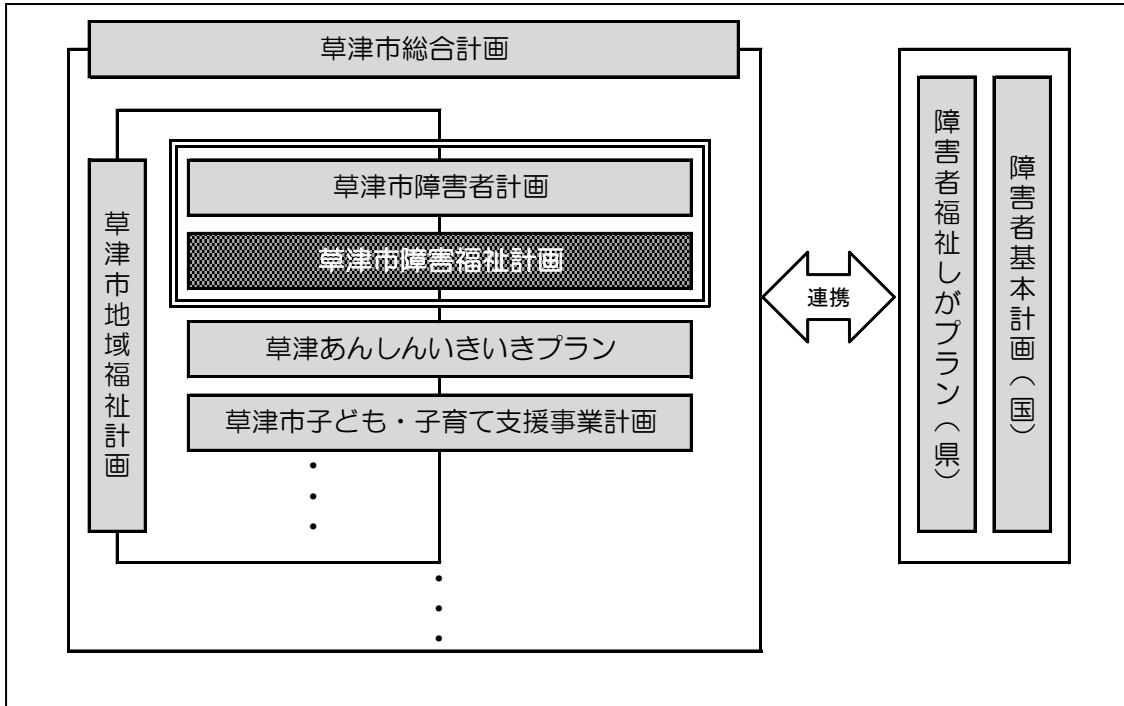 草津市総合計画
草津市地域福祉計画
草津市障害者計画
草津市障害福祉計画
草津あんしんいきいきプラン
草津市子ども・子育て支援事業計画
・
・
・
・
・
・
連携
障害者福祉しがプラン（県）
障害者基本計画（国）